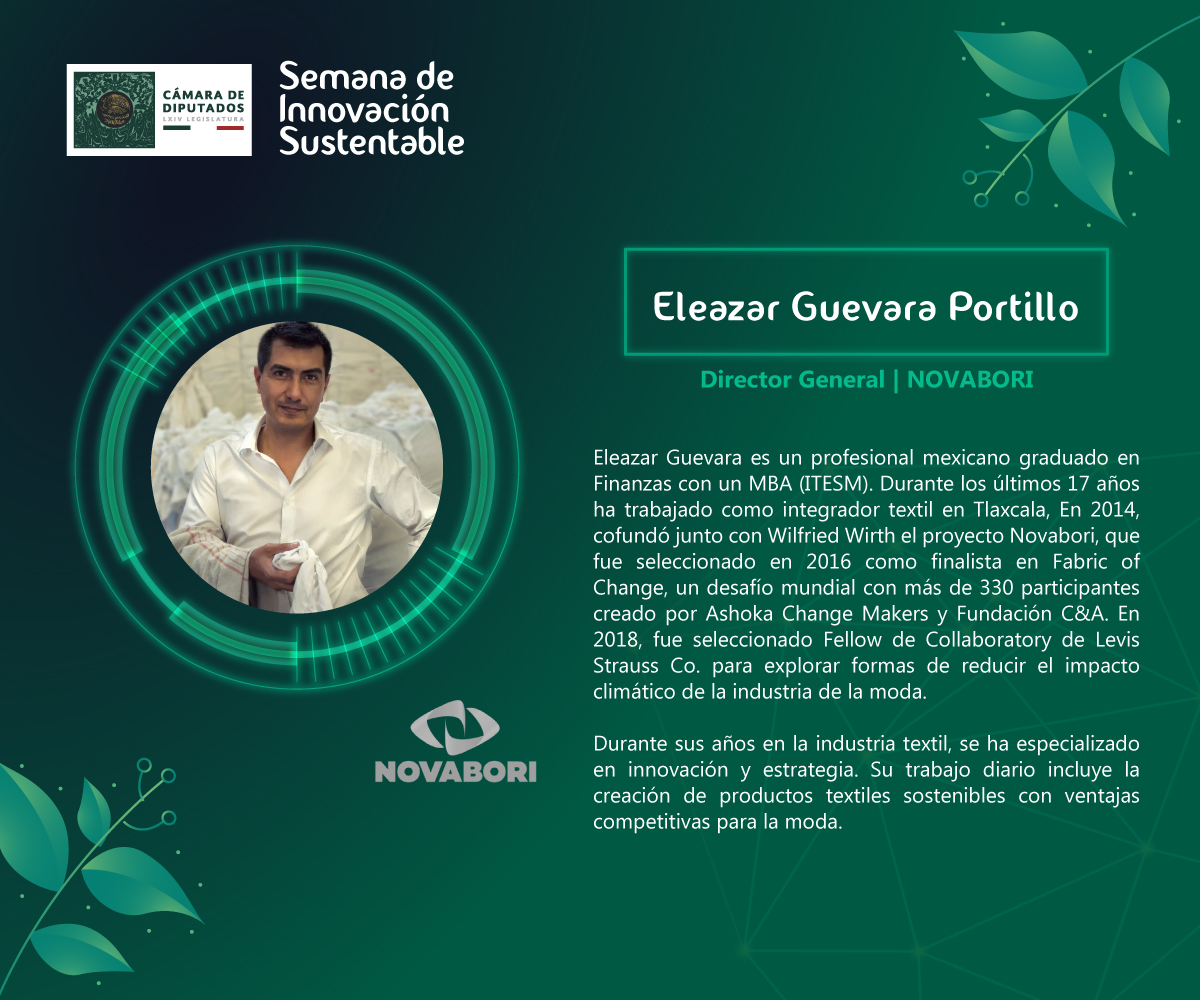 CÁMARA DE
DIPUTADOS
LXIV LEGISLATURA
Semana de
Innovación
Sustentable
Eleazar Guevara Portillo
Director General | NOVABORI
Eleazar Guevara es un profesional mexicano graduado en
Finanzas con un MBA (ITESM). Durante los últimos 17 años
ha trabajado como integrador textil en Tlaxcala, En 2014,
cofundó junto con Wilfried Wirth el proyecto Novabori, que
fue seleccionado en 2016 como finalista en Fabric of
Change, un desafío mundial con más de 330 participantes
creado por Ashoka Change Makers y Fundación C&A. En
2018, fue seleccionado Fellow de Collaboratory de Levis
Strauss Co. para explorar formas de reducir el impacto
climático de la industria de la moda.
Durante sus años en la industria textil, se ha especializado
en innovación y estrategia. Su trabajo diario incluye la
creación de productos textiles sostenibles con ventajas
competitivas para la moda.
NOVABORI